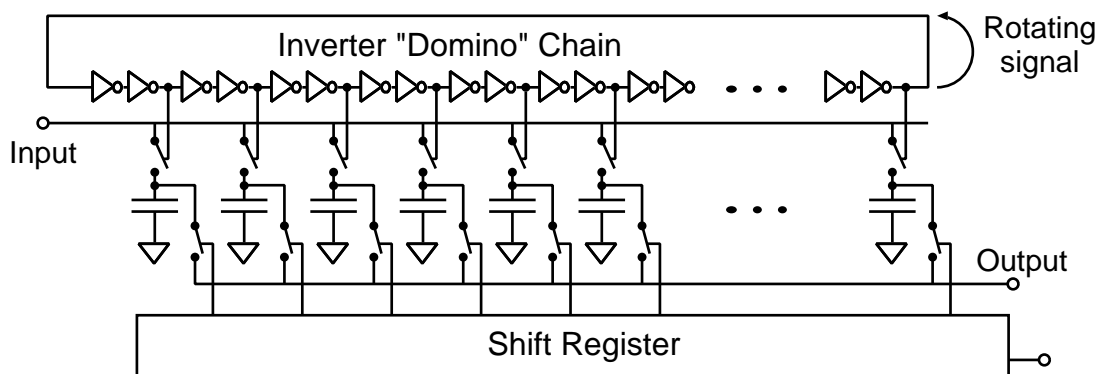 Inverter "Domino" Chain
Rotating
signal
Input
Output
Shift Register